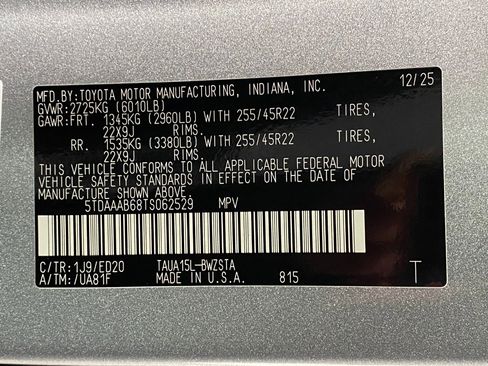 MFD.BY:TOYOTA MOTOR MANUFACTURING, INDIANA, INC. 12/25
GVWR:2725KG (6010LB)
GAWR:FRT. 1345KG (2960LB) WITH 255/45R22 TIRES,
22X9J RIMS.
RR. 1535KG (3380LB) WITH 255/45R22 TIRES,
22X9J RIMS.
THIS VEHICLE CONFORMS TO ALL APPLICABLE FEDERAL MOTOR
VEHICLE SAFETY STANDARDS IN EFFECT ON THE DATE OF
MANUFACTURE SHOWN ABOVE.
5TDAAAB68TS062529 MPV
C/TR:1J9/ED20 TAUA15L-BWZSTA
A/TM:/UA81F MADE IN U.S.A. 815 T